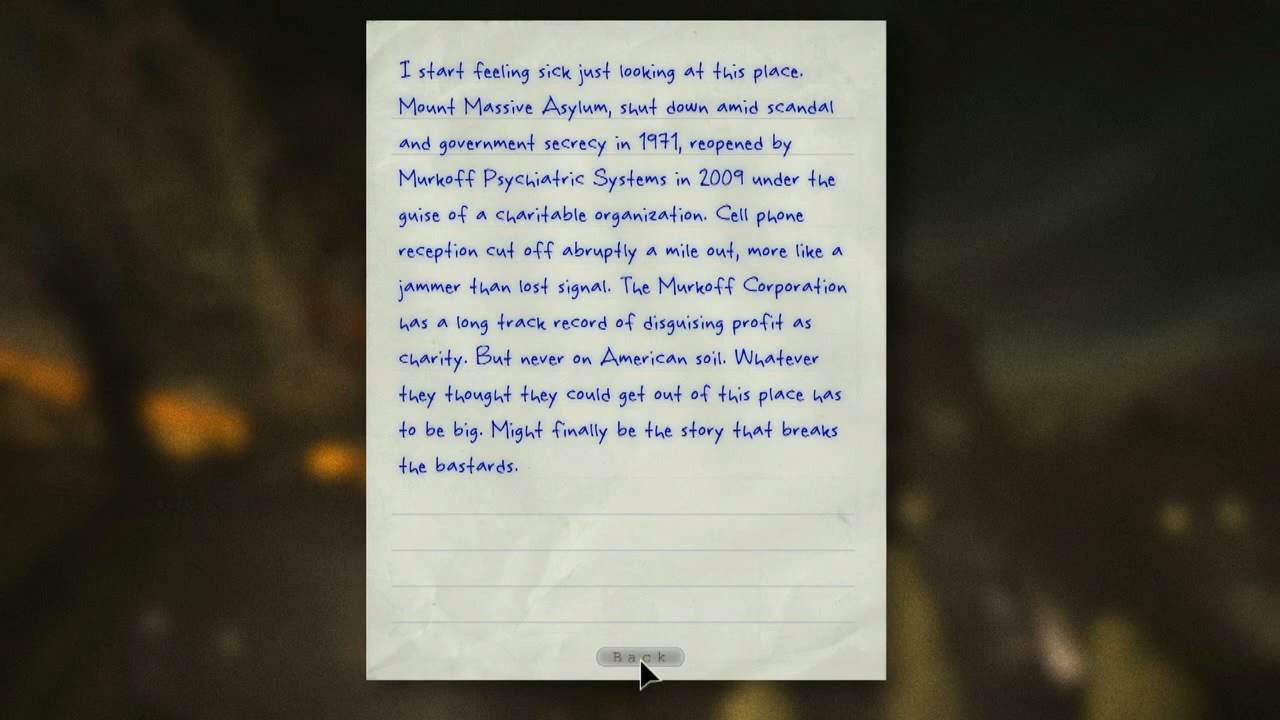 I start feeling sick just looking at this place.
Mount Massive Asylum, shut down amid scandal
and government secrecy in 1971, reopened by
Murkoff Psychiatric Systems in 2009 under the
guise of a charitable organization. Cell phone
reception cut off abruptly a mile out, more like a
jammer than lost signal. The Murkoff Corporation
has a long track record of disguising profit as
charity. But never on American soil. Whatever
they thought they could get out of this place has
to be big. Might finally be the story that breaks
the bastards.
Back